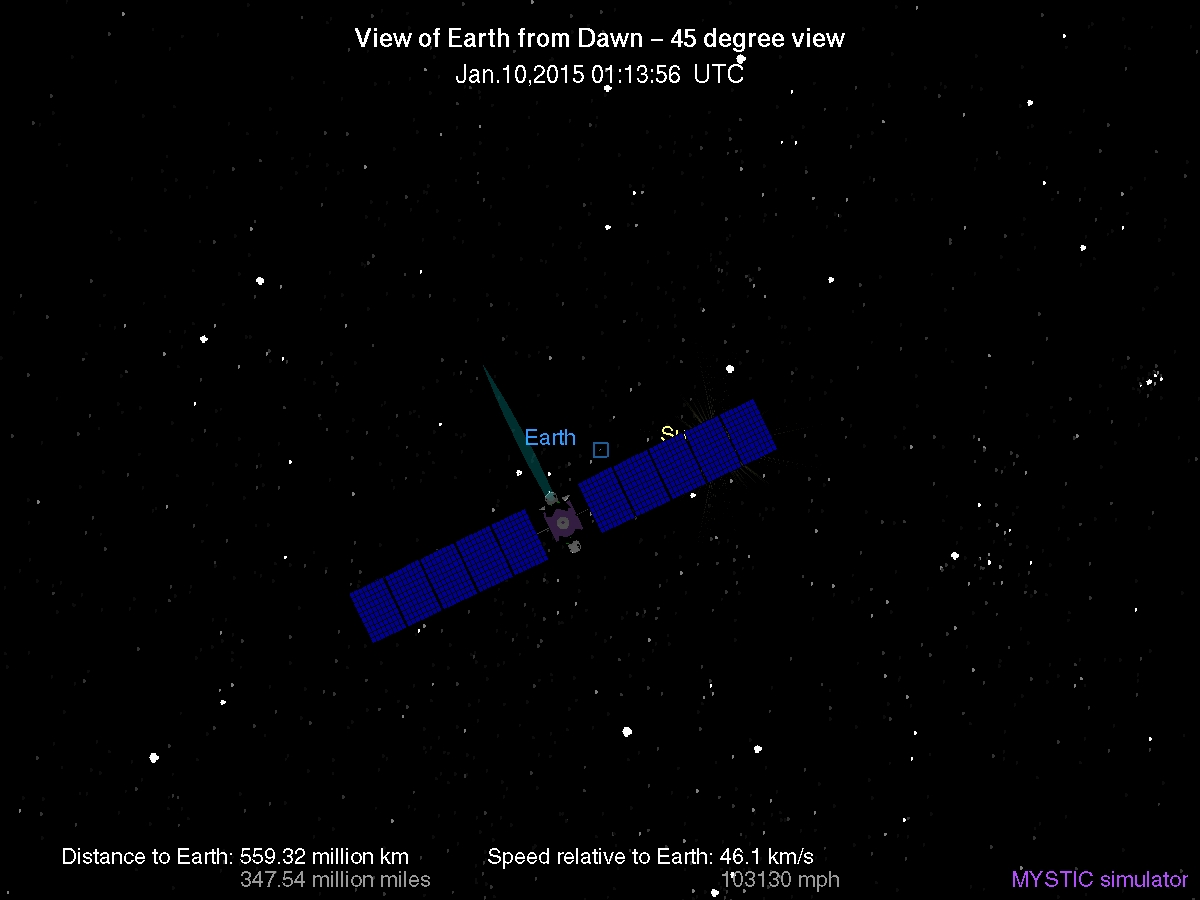 View of Earth from Dawn – 45 degree view
Jan.10,2015 01:13:56 UTC
Earth
Distance to Earth: 559.32 million km
347.54 million miles
Speed relative to Earth: 46.1 km/s
103130 mph
MYSTIC simulator